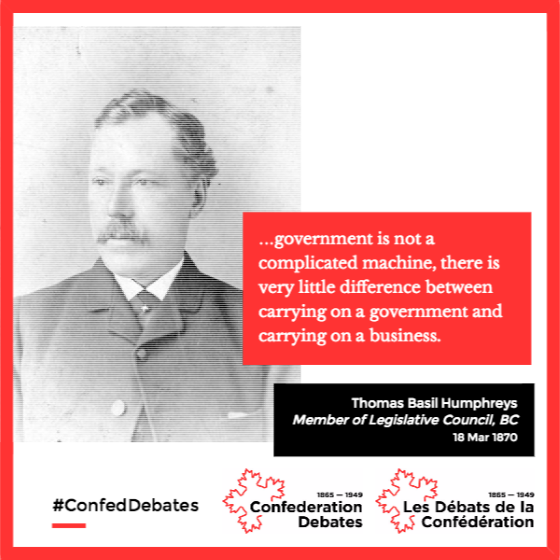 ...government is not a
complicated machine, there is
very little difference between
carrying on a government and
carrying on a business.
Thomas Basil Humphreys
Member of Legislative Council, BC
18 Mar 1870
#ConfedDebates
1865 — 1949
Confederation
Debates
1865 — 1949
Les Débats de la
Confédération